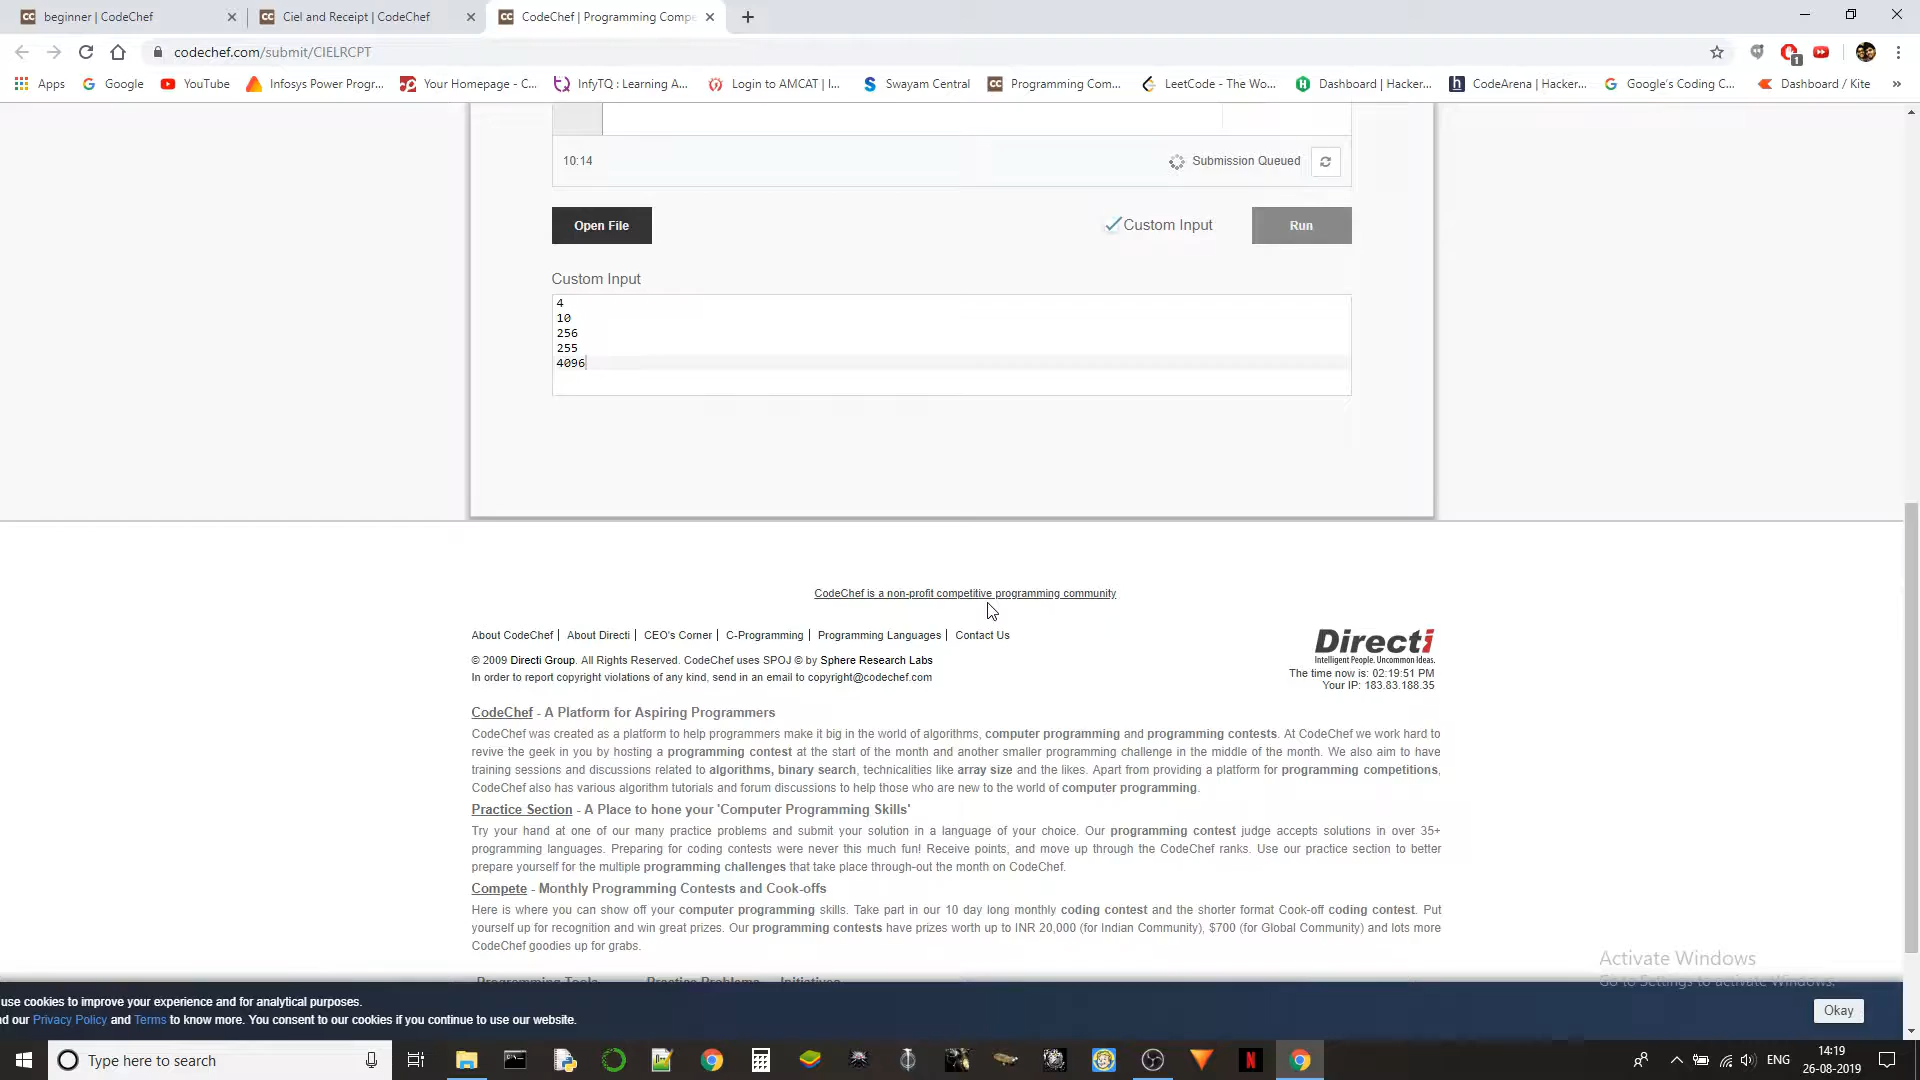 beginner | CodeChef
Ciel and Receipt | CodeChef
CodeChef | Programming Compe
codechef.com/submit/CIELRCPT
Apps
Google
YouTube
Infosys Power Progr...
Your Homepage - C...
InfyTQ : Learning A...
Login to AMCAT | I...
Swayam Central
Programming Com...
LeetCode - The Wo...
Dashboard | Hacker...
CodeArena | Hacker...
Google's Coding C...
Dashboard / Kite
10:14
Submission Queued
Open File
Custom Input
Run
Custom Input
4
10
256
255
4096
CodeChef is a non-profit competitive programming community
About CodeChef | About Directi | CEO's Corner | C-Programming | Programming Languages | Contact Us
© 2009 Directi Group. All Rights Reserved. CodeChef uses SPOJ © by Sphere Research Labs
In order to report copyright violations of any kind, send in an email to copyright@codechef.com
Directi
Intelligent People. Uncommon Ideas.
The time now is: 02:19:51 PM
Your IP: 183.83.188.35
CodeChef - A Platform for Aspiring Programmers
CodeChef was created as a platform to help programmers make it big in the world of algorithms, computer programming and programming contests. At CodeChef we work hard to
revive the geek in you by hosting a programming contest at the start of the month and another smaller programming challenge in the middle of the month. We also aim to have
training sessions and discussions related to algorithms, binary search, technicalities like array size and the likes. Apart from providing a platform for programming competitions,
CodeChef also has various algorithm tutorials and forum discussions to help those who are new to the world of computer programming.
Practice Section - A Place to hone your 'Computer Programming Skills'
Try your hand at one of our many practice problems and submit your solution in a language of your choice. Our programming contest judge accepts solutions in over 35+
programming languages. Preparing for coding contests were never this much fun! Receive points, and move up through the CodeChef ranks. Use our practice section to better
prepare yourself for the multiple programming challenges that take place through-out the month on CodeChef.
Compete - Monthly Programming Contests and Cook-offs
Here is where you can show off your computer programming skills. Take part in our 10 day long monthly coding contest and the shorter format Cook-off coding contest. Put
yourself up for recognition and win great prizes. Our programming contests have prizes worth up to INR 20,000 (for Indian Community), $700 (for Global Community) and lots more
CodeChef goodies up for grabs.
Programming Tools
Practice Problems
Initiatives
Activate Windows
Go to Settings to activate Windows.
use cookies to improve your experience and for analytical purposes.
d our Privacy Policy and Terms to know more. You consent to our cookies if you continue to use our website.
Okay
Type here to search
ENG
14:19
26-08-2019